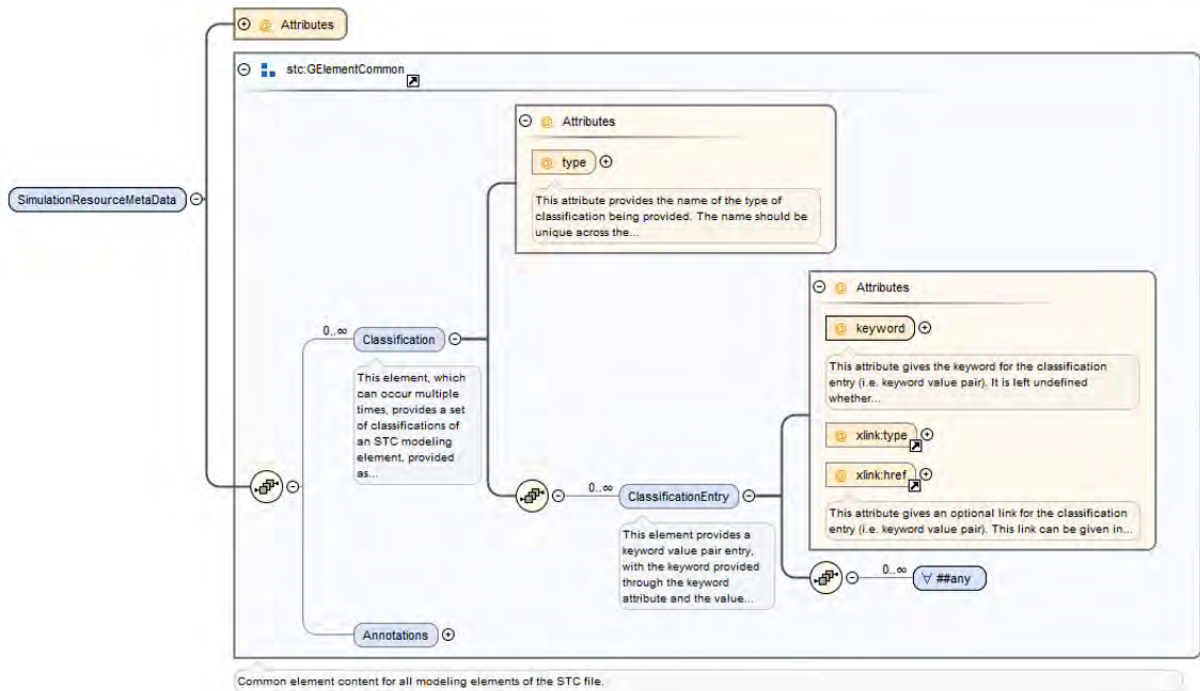 @ Attributes
stc:GElementCommon
@ Attributes
@ type
This attribute provides the name of the type of
classification being provided. The name should be
unique across the...
SimulationResourceMetaData
@ Attributes
@ keyword
This attribute gives the keyword for the classification
entry (i.e. keyword value pair). It is left undefined
whether...
@ xlink:type
@ xlink:href
This attribute gives an optional link for the classification
entry (i.e. keyword value pair). This link can be given in...
0..∞
Classification
This element, which
can occur multiple
times, provides a set
of classifications of
an STC modeling
element, provided
as...
0..∞
ClassificationEntry
This element provides a
keyword value pair entry,
with the keyword provided
through the keyword
attribute and the value...
0..∞
∀ ##any
Annotations
Common element content for all modeling elements of the STC file.